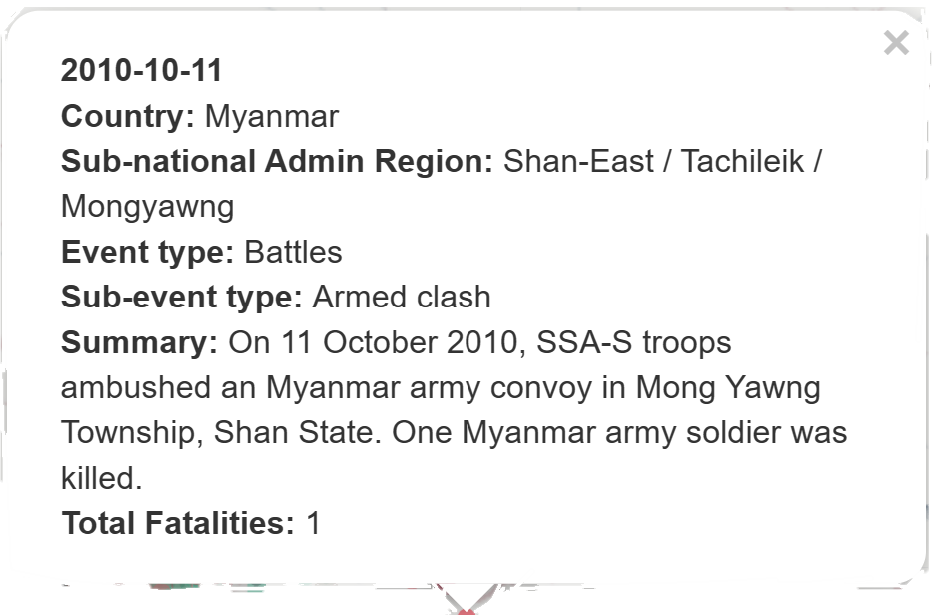 2010-10-11
Country: Myanmar
Sub-national Admin Region: Shan-East / Tachileik /
Mongyawng
Event type: Battles
Sub-event type: Armed clash
Summary: On 11 October 2010, SSA-S troops
ambushed an Myanmar army convoy in Mong Yawng
Township, Shan State. One Myanmar army soldier was
killed.
Total Fatalities: 1